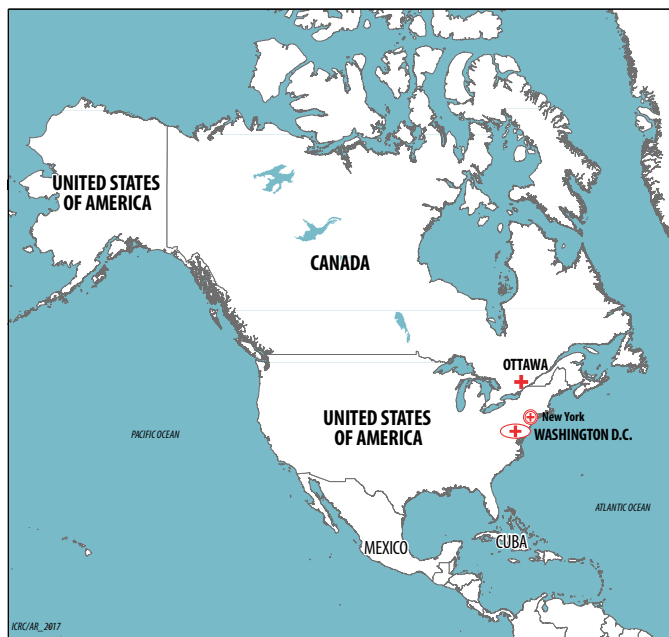 UNITED STATES
OF AMERICA
CANADA
OTTAWA
New York
UNITED STATES
OF AMERICA
WASHINGTON D.C.
PACIFIC OCEAN
ATLANTIC OCEAN
MEXICO
CUBA
ICRC/AR_2017